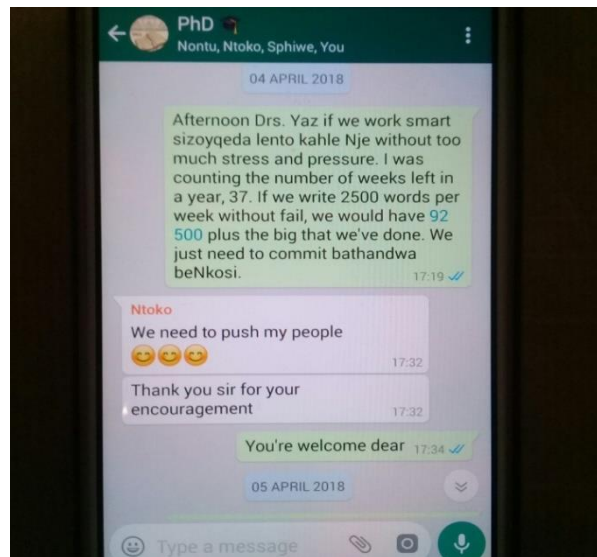 PhD 🎓
Nontu, Ntoko, Sphiwe, You
04 APRIL 2018
Afternoon Drs. Yaz if we work smart
sizoyqeda lento kahle Nje without too
much stress and pressure. I was
counting the number of weeks left in
a year, 37. If we write 2500 words per
week without fail, we would have 92
500 plus the big that we've done. We
just need to commit bathandwa
beNkosi.
17:19
Ntoko
We need to push my people
😊😊😊
17:32
Thank you sir for your
encouragement
17:32
You're welcome dear 17:34
05 APRIL 2018
Type a message